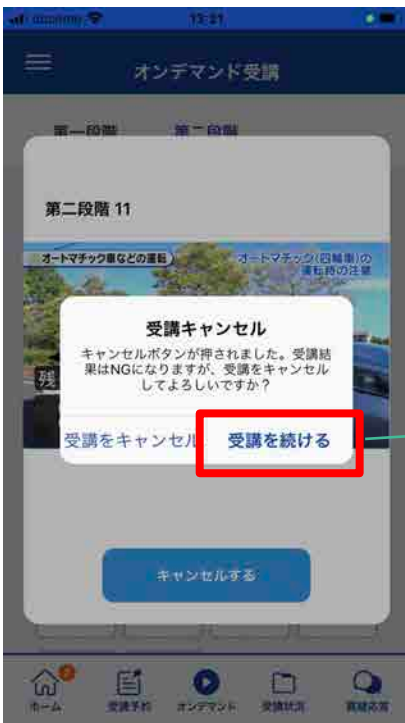 docomo
15:21
オンデマンド受講
第一段階 第二段階
第二段階 11
オートマチック車などの運転
オートマチック(四輪車)の
運転時の注意
残
受講キャンセル
キャンセルボタンが押されました。受講結
果はNGになりますが、受講をキャンセル
してよろしいですか？
受講をキャンセル 受講を続ける
キャンセルする
ホーム 受講予約 オンデマンド 受講状況 質疑応答